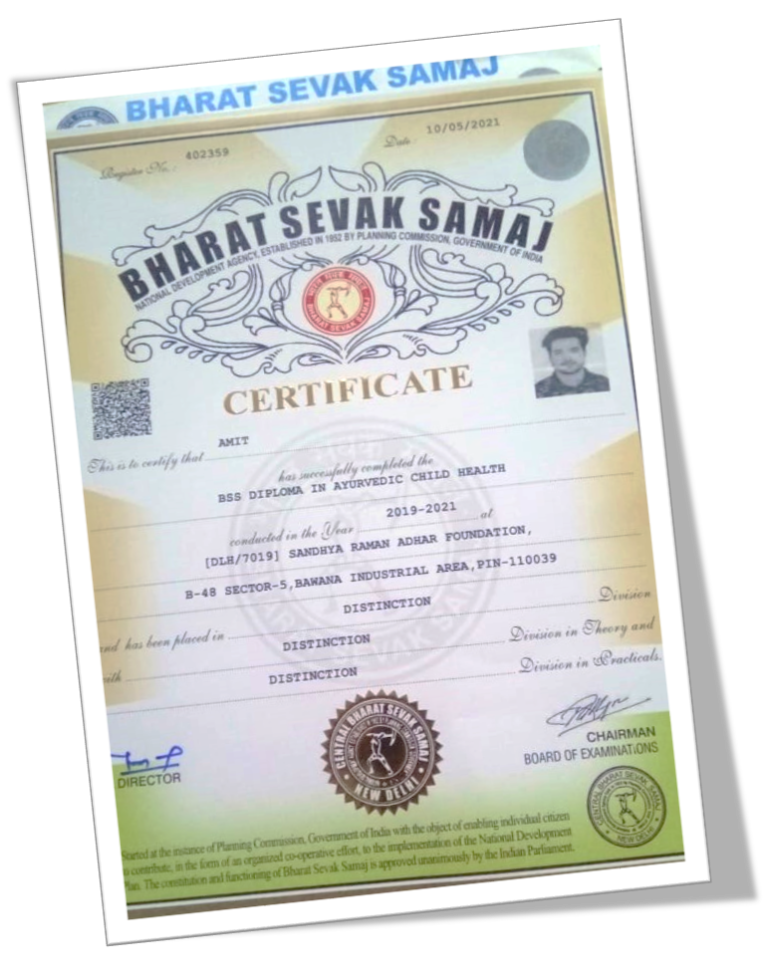 BHARAT SEVAK SAMAJ
Register No. : 402359
Date : 10/05/2021
BHARAT SEVAK SAMAJ
NATIONAL DEVELOPMENT AGENCY, ESTABLISHED IN 1952 BY PLANNING COMMISSION, GOVERNMENT OF INDIA
BHARAT SEVAK SAMAJ
CERTIFICATE
This is to certify that AMIT
has successfully completed the
BSS DIPLOMA IN AYURVEDIC CHILD HEALTH
conducted in the Year 2019-2021 at
[DLH/7019] SANDHYA RAMAN ADHAR FOUNDATION,
B-48 SECTOR-5,BAWANA INDUSTRIAL AREA,PIN-110039
nd has been placed in DISTINCTION Division
DISTINCTION Division in Theory and
ith DISTINCTION Division in Practicals.
CENTRAL BHARAT SEVAK SAMAJ
NEW DELHI
DIRECTOR
CHAIRMAN
BOARD OF EXAMINATIONS
CENTRAL BHARAT SEVAK SAMAJ
NEW DELHI
Started at the instance of Planning Commission, Government of India with the object of enabling individual citizen
o contribute, in the form of an organized co-operative effort, to the implementation of the National Development
Plan. The constitution and functioning of Bharat Sevak Samaj is approved unanimously by the Indian Parliament.